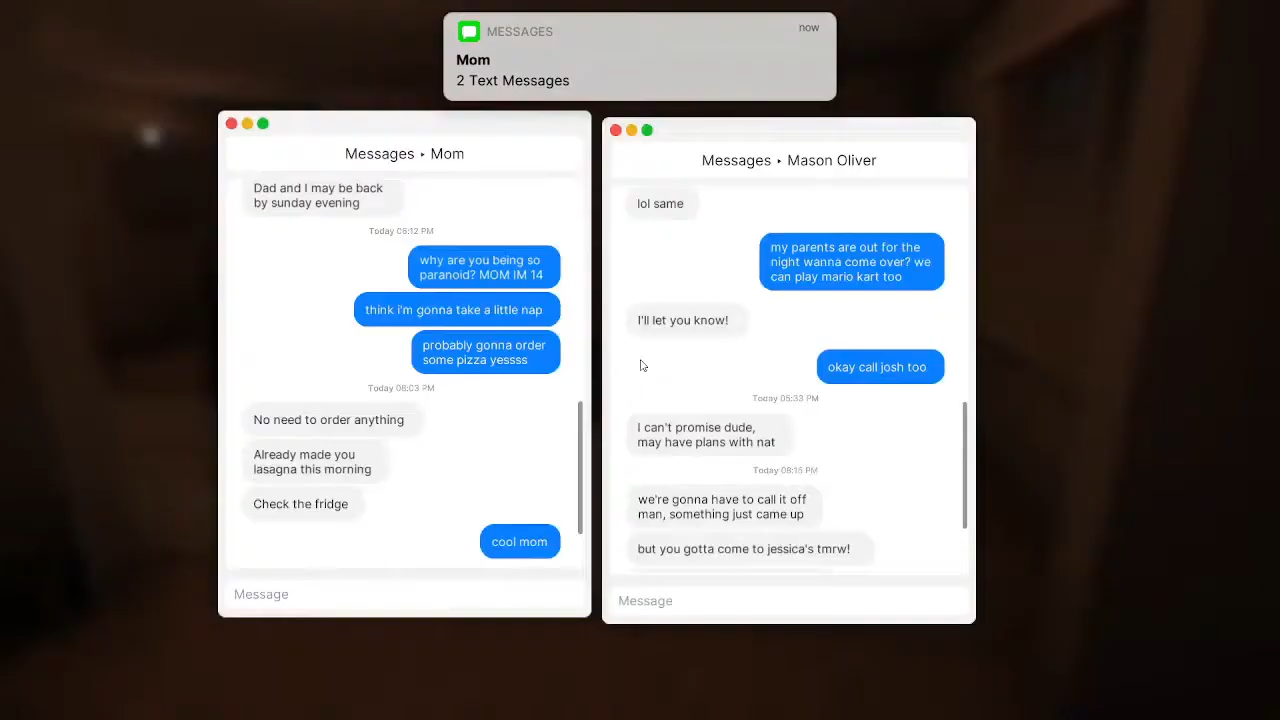 MESSAGES
now
Mom
2 Text Messages
Messages ‣ Mom
Dad and I may be back
by sunday evening
Today 06:12 PM
why are you being so
paranoid? MOM IM 14
think i'm gonna take a little nap
probably gonna order
some pizza yessss
Today 08:03 PM
No need to order anything
Already made you
lasagna this morning
Check the fridge
cool mom
Message
Messages ‣ Mason Oliver
lol same
my parents are out for the
night wanna come over? we
can play mario kart too
I'll let you know!
okay call josh too
Today 05:33 PM
I can't promise dude,
may have plans with nat
Today 08:15 PM
we're gonna have to call it off
man, something just came up
but you gotta come to jessica's tmrw!
Message